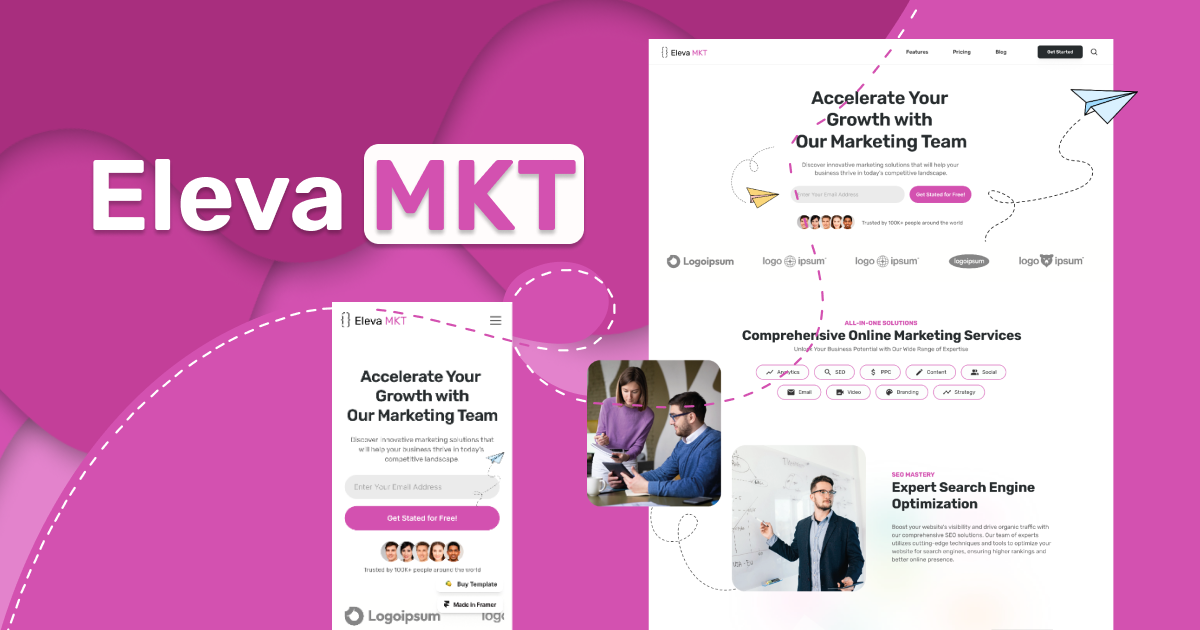 Eleva MKT
Eleva MKT
Features
Pricing
Blog
Get Started
Accelerate Your
Growth with
Our Marketing Team
Discover innovative marketing solutions that will help your
business thrive in today's competitive landscape.
Enter Your Email Address
Get Stated for Free!
Trusted by 100K+ people around the world
Logoipsum
logo ipsum
logo ipsum
logoipsum
logo ipsum
ALL-IN-ONE SOLUTIONS
Comprehensive Online Marketing Services
Unlock Your Business Potential with Our Wide Range of Expertise
Analytics
SEO
PPC
Content
Social
Email
Video
Branding
Strategy
SEO MASTERY
Expert Search Engine
Optimization
Boost your website's visibility and drive organic traffic with
our comprehensive SEO solutions. Our team of experts
utilizes cutting-edge techniques and tools to optimize your
website for search engines, ensuring higher rankings and
better online presence.
Eleva MKT
Accelerate Your
Growth with
Our Marketing Team
Discover innovative marketing solutions that
will help your business thrive in today's
competitive landscape.
Enter Your Email Address
Get Stated for Free!
Trusted by 100K+ people around the world
Buy Template
Made in Framer
Logoipsum
logo